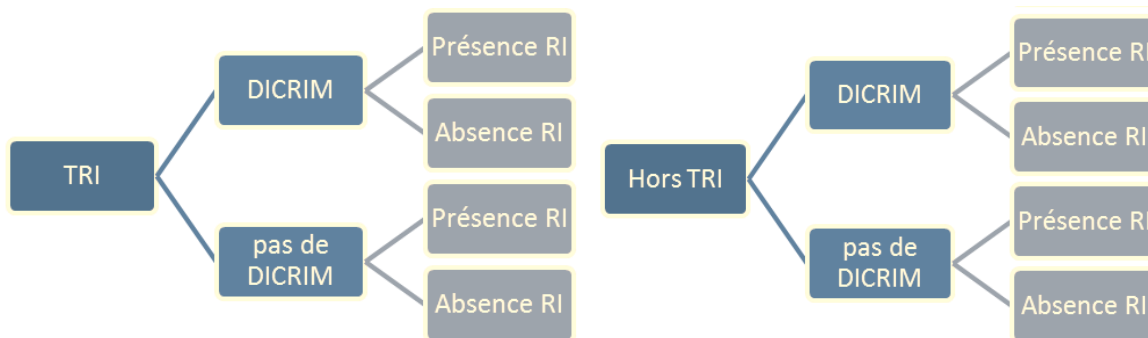 TRI
DICRIM
Présence RI
Absence RI
pas de
DICRIM
Présence RI
Absence RI
Hors TRI
DICRIM
Présence RI
Absence RI
pas de
DICRIM
Présence RI
Absence RI